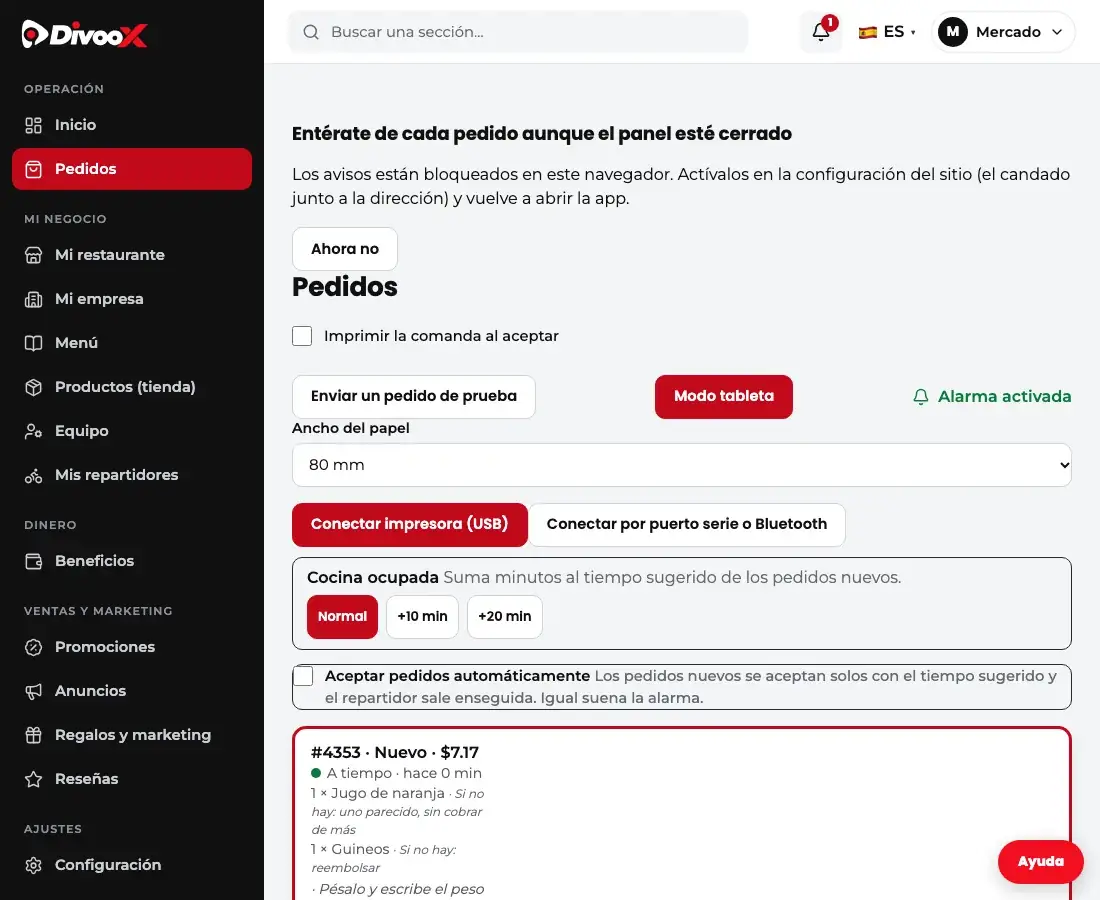 DivooX
Buscar una sección...
1
ES
M
Mercado
OPERACIÓN
Inicio
Pedidos
MI NEGOCIO
Mi restaurante
Mi empresa
Menú
Productos (tienda)
Equipo
Mis repartidores
DINERO
Beneficios
VENTAS Y MARKETING
Promociones
Anuncios
Regalos y marketing
Reseñas
AJUSTES
Configuración
Entérate de cada pedido aunque el panel esté cerrado
Los avisos están bloqueados en este navegador. Actívalos en la configuración del sitio (el candado
junto a la dirección) y vuelve a abrir la app.
Ahora no
Pedidos
Imprimir la comanda al aceptar
Enviar un pedido de prueba
Modo tableta
Alarma activada
Ancho del papel
80 mm
Conectar impresora (USB)
Conectar por puerto serie o Bluetooth
Cocina ocupada Suma minutos al tiempo sugerido de los pedidos nuevos.
Normal
+10 min
+20 min
Aceptar pedidos automáticamente Los pedidos nuevos se aceptan solos con el tiempo sugerido y
el repartidor sale enseguida. Igual suena la alarma.
#4353 · Nuevo · $7.17
A tiempo · hace 0 min
1 × Jugo de naranja · Si no
hay: uno parecido, sin cobrar
de más
1 × Guineos · Si no hay:
reembolsar
· Pésalo y escribe el peso
Ayuda